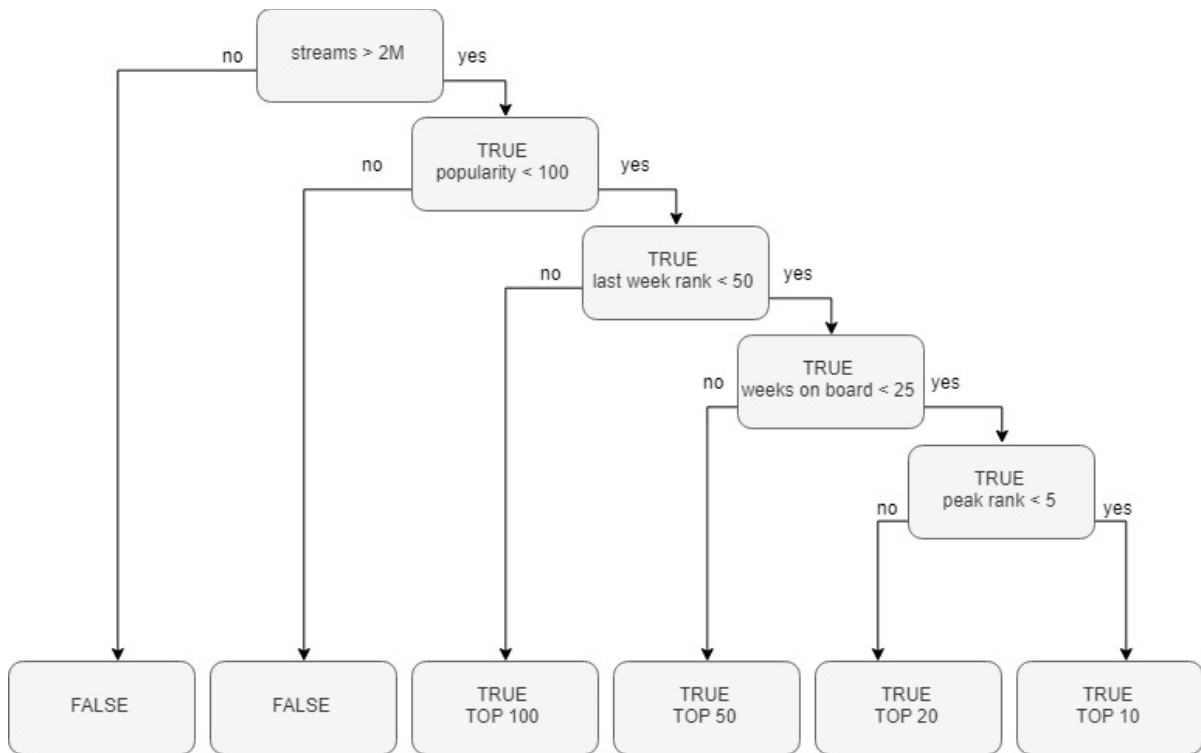 streams > 2M
no
yes
TRUE
popularity < 100
no
yes
TRUE
last week rank < 50
no
yes
TRUE
weeks on board < 25
no
yes
TRUE
peak rank < 5
no
yes
FALSE
FALSE
TRUE
TOP 100
TRUE
TOP 50
TRUE
TOP 20
TRUE
TOP 10